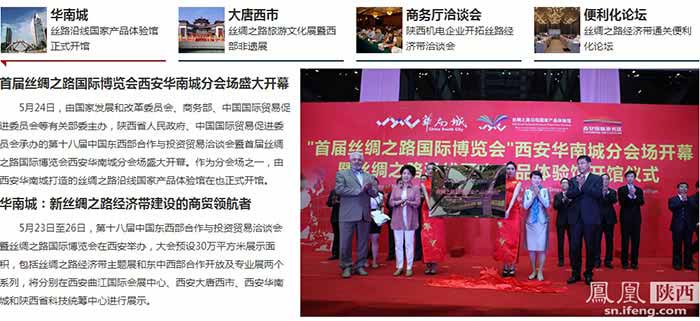 华南城
丝路沿线国家产品体验馆
正式开馆
大唐西市
丝绸之路旅游文化展暨西
部非遗展
商务厅洽谈会
陕西机电企业开拓丝路经
济带洽谈会
便利化论坛
丝绸之路经济带通关便利
化论坛
首届丝绸之路国际博览会西安华南城分会场盛大开幕
5月24日，由国家发展和改革委员会、商务部、中国国际贸易促
进委员会等有关部委主办，陕西省人民政府、中国国际贸易促进委
员会承办的第十八届中国东西部合作与投资贸易洽谈会暨首届丝
绸之路国际博览会西安华南城分会场盛大开幕。作为分会场之一，由
西安华南城打造的丝绸之路沿线国家产品体验馆在也正式开馆。
华南城：新丝绸之路经济带建设的商贸领航者
5月23日至26日，第十八届中国东西部合作与投资贸易洽谈会
暨丝绸之路国际博览会在西安举办，大会预设30万平方米展示面
积，包括丝绸之路经济带主题展和东中西部合作开放及专业展两个
系列，将分别在西安曲江国际会展中心、西安大唐西市、西安华南
城和陕西省科技统筹中心进行展示。
华南城
China South City
丝绸之路沿线国家产品体验馆
"首届丝绸之路国际博览会"西安华南城分会场开幕
暨丝绸之路 品体验馆开馆仪式
凤凰 陕西
sn.ifeng.com